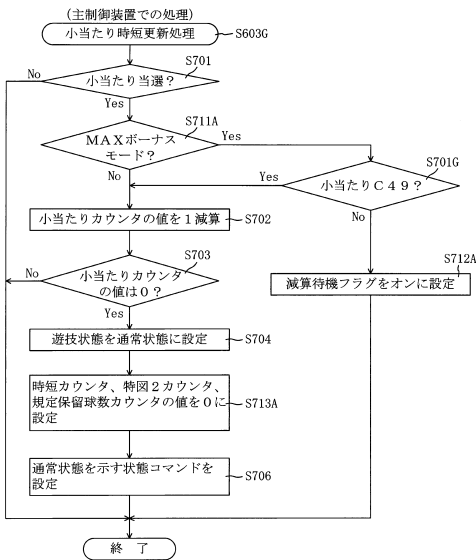 (主制御装置での処理)
小当たり時短更新処理
S603G
S701
No
小当たり当選？
Yes
S711A
MAXボーナス
モード？
Yes
No
S701G
Yes
小当たりC49？
No
小当たりカウンタの値を1減算
S702
S703
No
小当たりカウンタ
の値は0？
Yes
S712A
減算待機フラグをオンに設定
遊技状態を通常状態に設定
S704
時短カウンタ、特図2カウンタ、
規定保留球数カウンタの値を0に
設定
S713A
通常状態を示す状態コマンドを
設定
S706
終 了